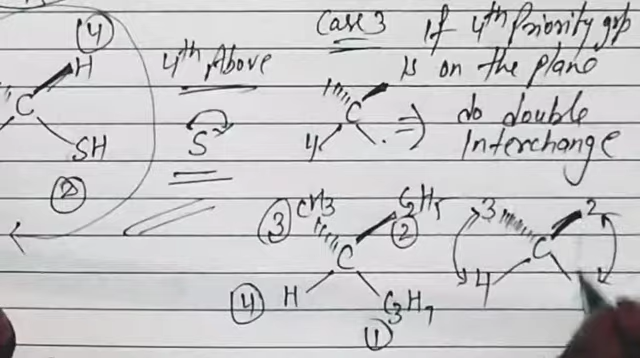 (4)
H
C
SH
(2)
4th Above
S
Case 3 If 4th Priority grp
is on the plane
C
4
⇒ do double
Interchange
(3) CH3 C2H5 (2)
C
(4) H C3H7
(1)
3 2
C
4